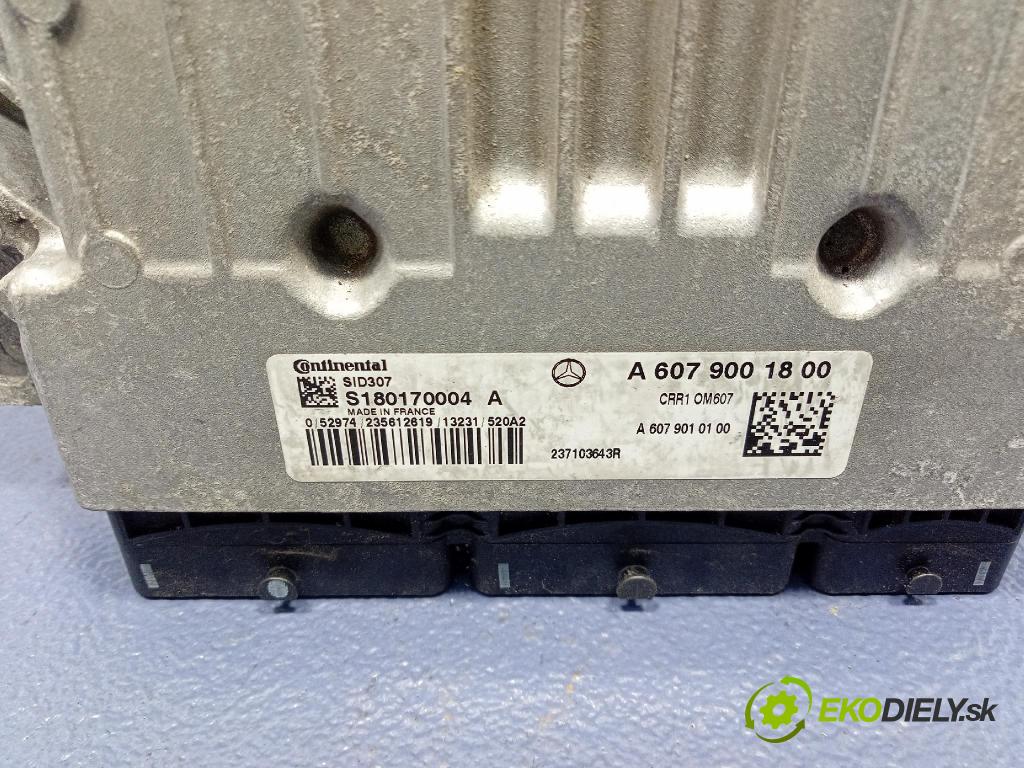 Continental
SID307
S180170004 A
MADE IN FRANCE
0/52974/235612619/13231/520A2
A 607 900 18 00
CRR1 OM607
A 607 901 01 00
237103643R
EKODIELY.sk